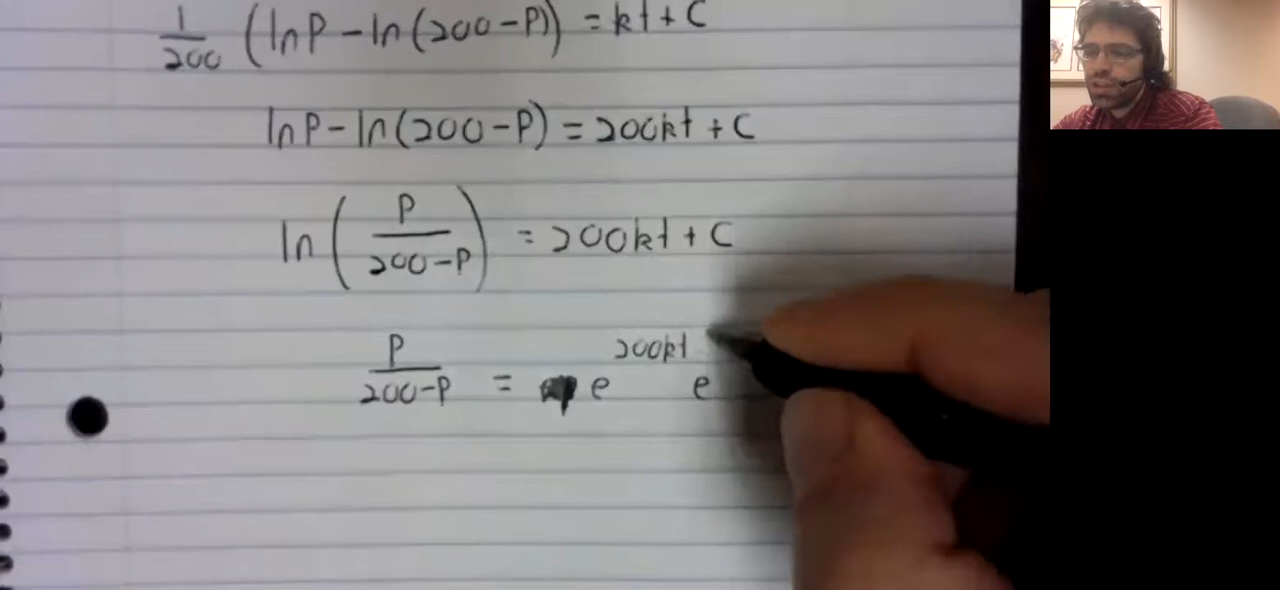 1/200 (ln P - ln(200-P)) = kt + C
ln P - ln(200-P) = 200kt + C
ln (P/(200-P)) = 200kt + C
P/(200-P) = e^200kt e